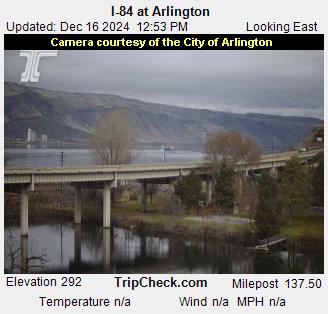 I-84 at Arlington
Updated: Dec 16 2024 12:53 PM Looking East
Camera courtesy of the City of Arlington
Elevation 292 TripCheck.com Milepost 137.50
Temperature n/a Wind n/a MPH n/a